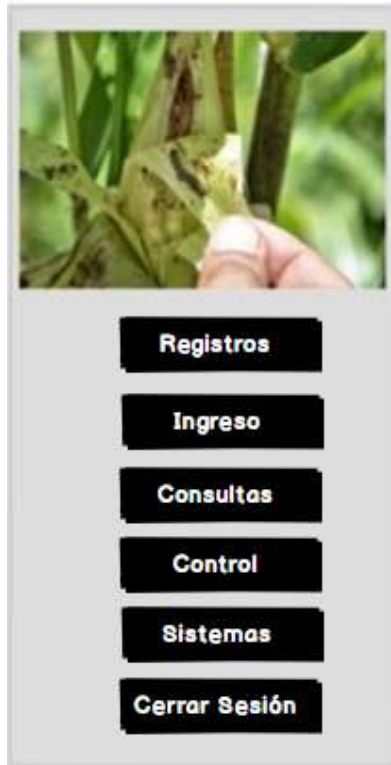 Registros
Ingreso
Consultas
Control
Sistemas
Cerrar Sesión